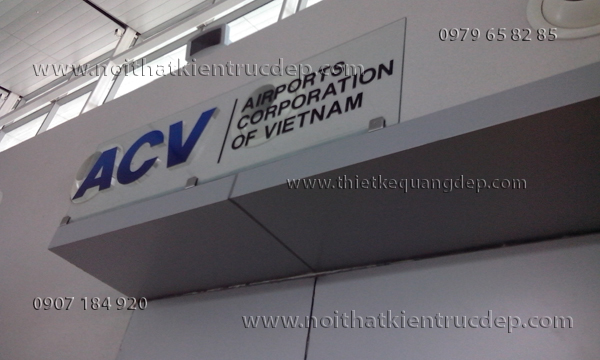 0979 65 82 85
www.noithatkientrucdep.com
ACV
AIRPORTS
CORPORATION
OF VIETNAM
www.thietkequangdep.com
0907 184 920
www.noithatkientrucdep.com